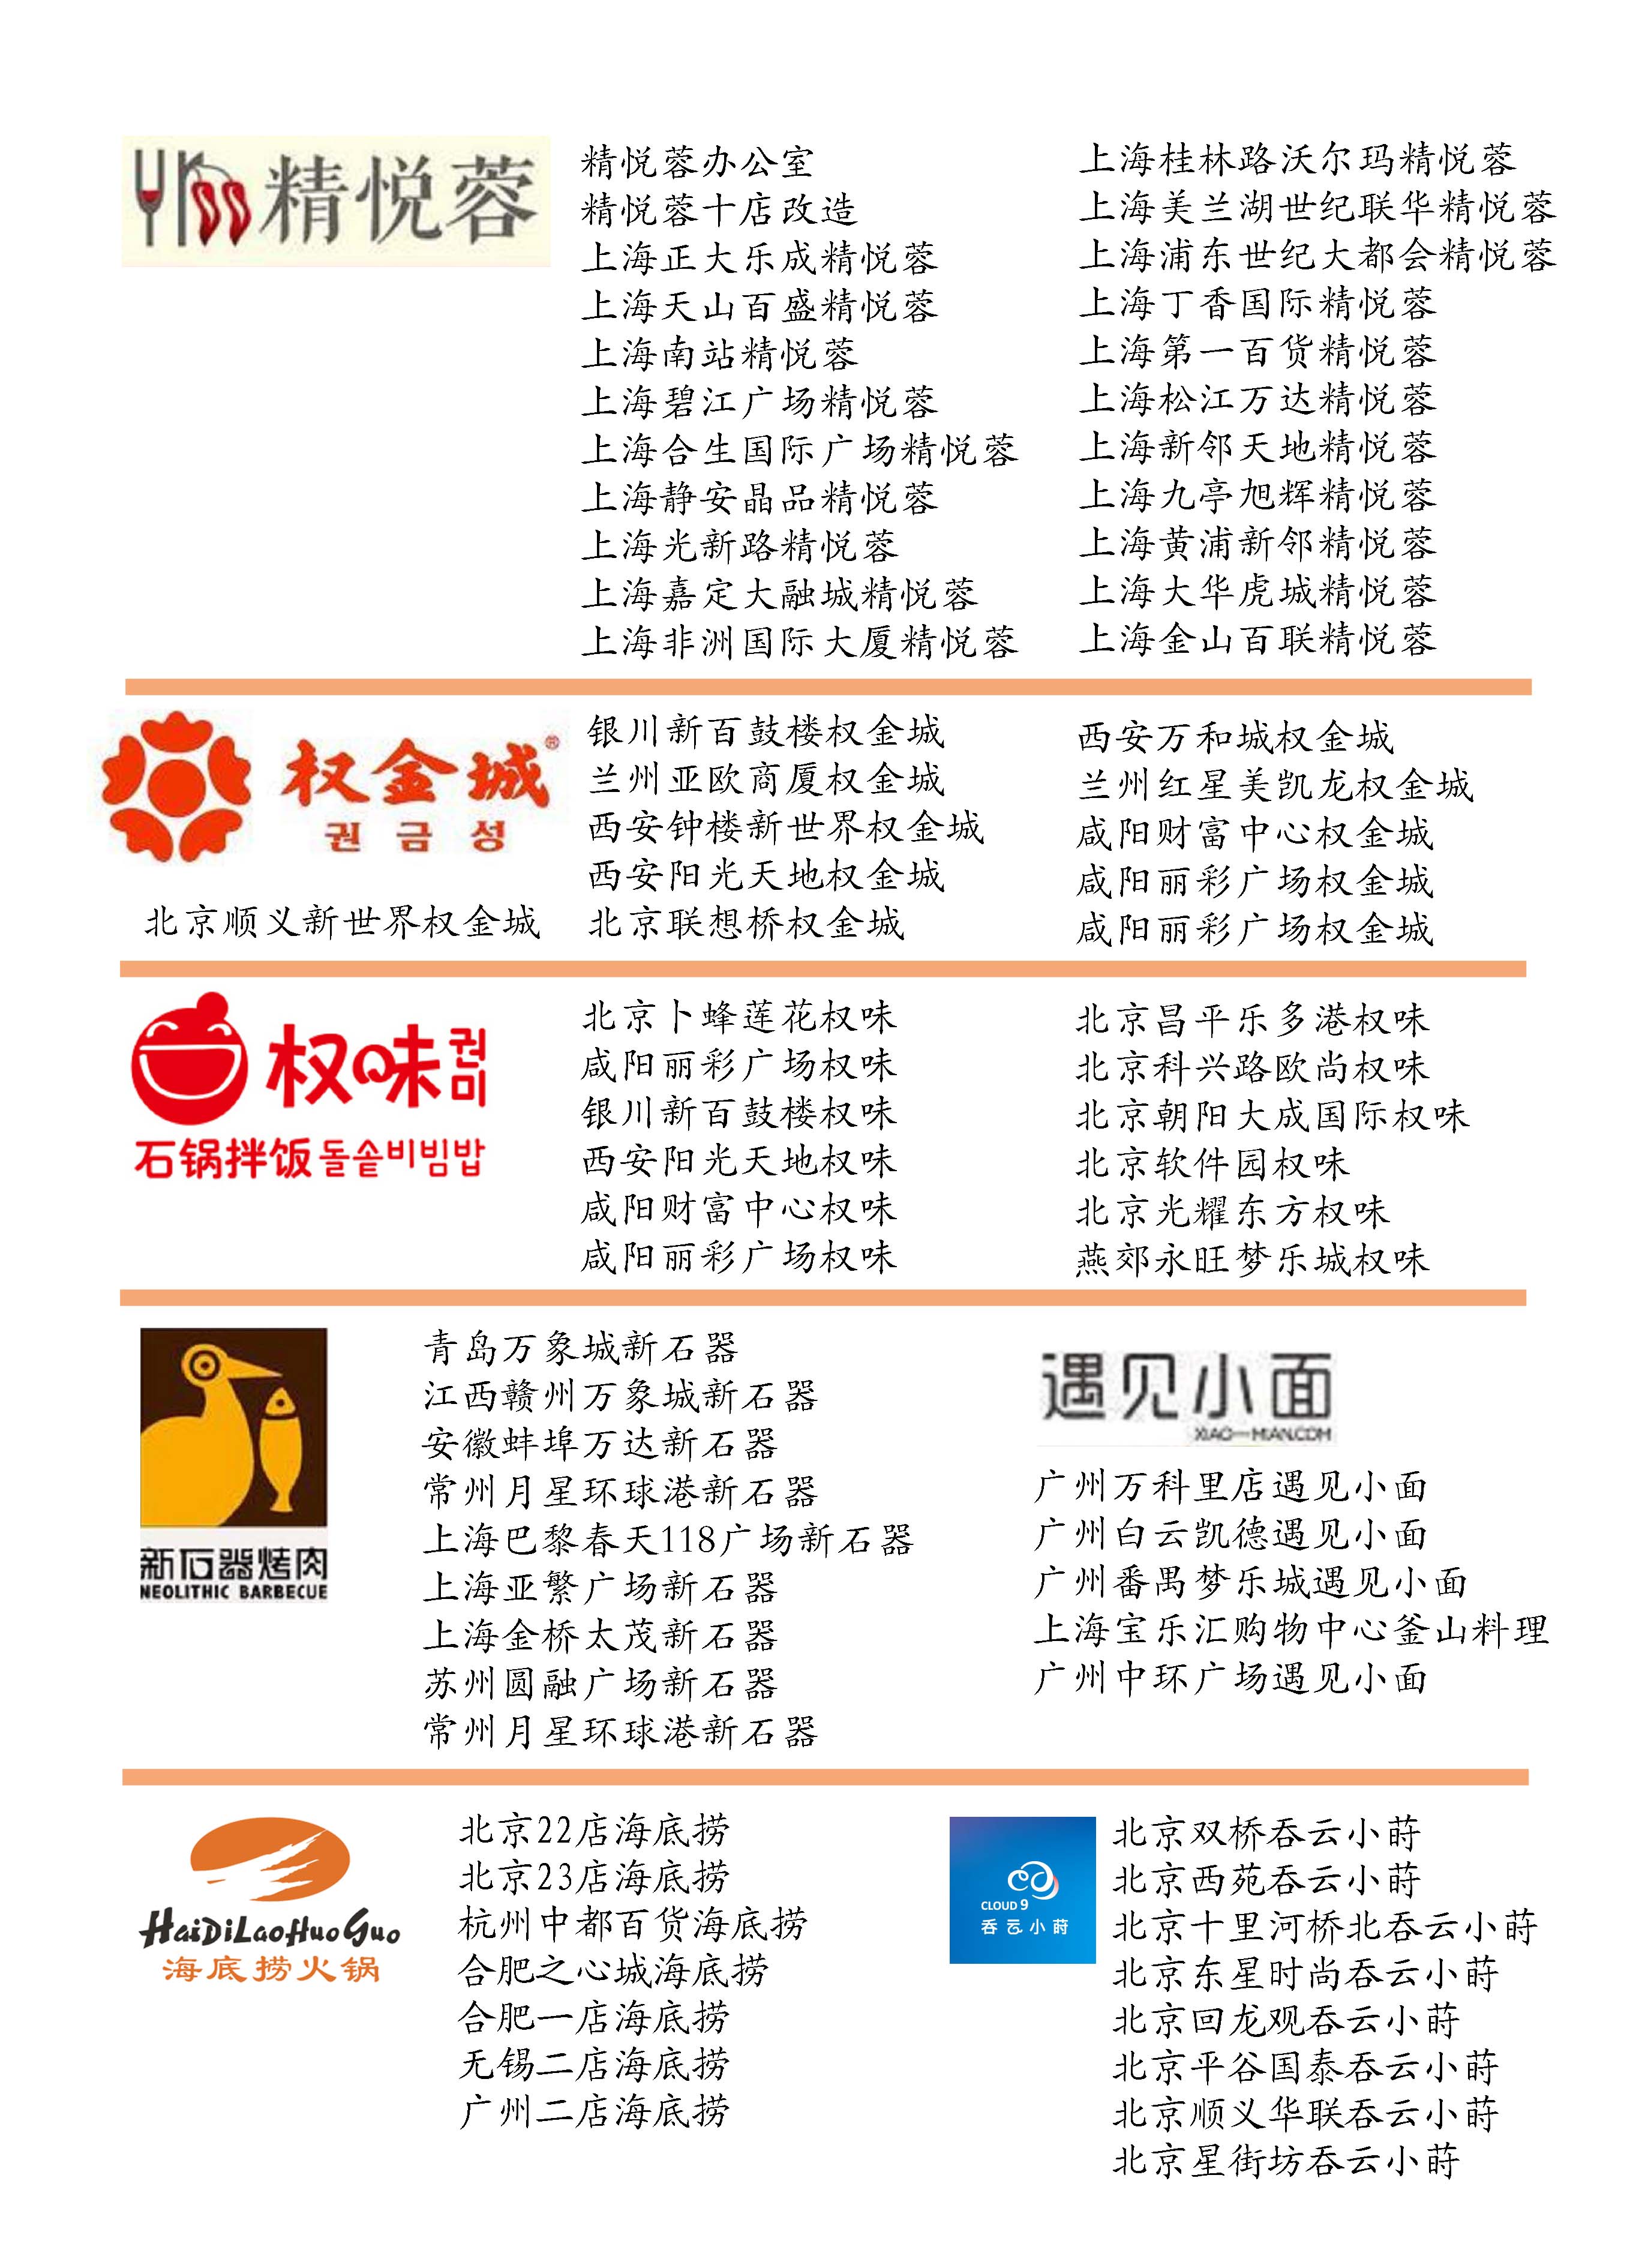 精悦蓉
精悦蓉办公室
精悦蓉十店改造
上海正大乐成精悦蓉
上海天山百盛精悦蓉
上海南站精悦蓉
上海碧江广场精悦蓉
上海合生国际广场精悦蓉
上海静安晶品精悦蓉
上海光新路精悦蓉
上海嘉定大融城精悦蓉
上海非洲国际大厦精悦蓉
上海桂林路沃尔玛精悦蓉
上海美兰湖世纪联华精悦蓉
上海浦东世纪大都会精悦蓉
上海丁香国际精悦蓉
上海第一百货精悦蓉
上海松江万达精悦蓉
上海新邻天地精悦蓉
上海九亭旭辉精悦蓉
上海黄浦新邻精悦蓉
上海大华虎城精悦蓉
上海金山百联精悦蓉
权金城®
권금성
北京顺义新世界权金城
银川新百鼓楼权金城
兰州亚欧商厦权金城
西安钟楼新世界权金城
西安阳光天地权金城
北京联想桥权金城
西安万和城权金城
兰州红星美凯龙权金城
咸阳财富中心权金城
咸阳丽彩广场权金城
咸阳丽彩广场权金城
权味권미
石锅拌饭돌솥비빔밥
北京卜蜂莲花权味
咸阳丽彩广场权味
银川新百鼓楼权味
西安阳光天地权味
咸阳财富中心权味
咸阳丽彩广场权味
北京昌平乐多港权味
北京科兴路欧尚权味
北京朝阳大成国际权味
北京软件园权味
北京光耀东方权味
燕郊永旺梦乐城权味
新石器烤肉
NEOLITHIC BARBECUE
青岛万象城新石器
江西赣州万象城新石器
安徽蚌埠万达新石器
常州月星环球港新石器
上海巴黎春天118广场新石器
上海亚繁广场新石器
上海金桥太茂新石器
苏州圆融广场新石器
常州月星环球港新石器
遇见小面
XIAO-MIAN.COM
广州万科里店遇见小面
广州白云凯德遇见小面
广州番禺梦乐城遇见小面
上海宝乐汇购物中心釜山料理
广州中环广场遇见小面
HaiDiLaoHuoGuo
海底捞火锅
北京22店海底捞
北京23店海底捞
杭州中都百货海底捞
合肥之心城海底捞
合肥一店海底捞
无锡二店海底捞
广州二店海底捞
CLOUD 9
吞云小莳
北京双桥吞云小莳
北京西苑吞云小莳
北京十里河桥北吞云小莳
北京东星时尚吞云小莳
北京回龙观吞云小莳
北京平谷国泰吞云小莳
北京顺义华联吞云小莳
北京星街坊吞云小莳